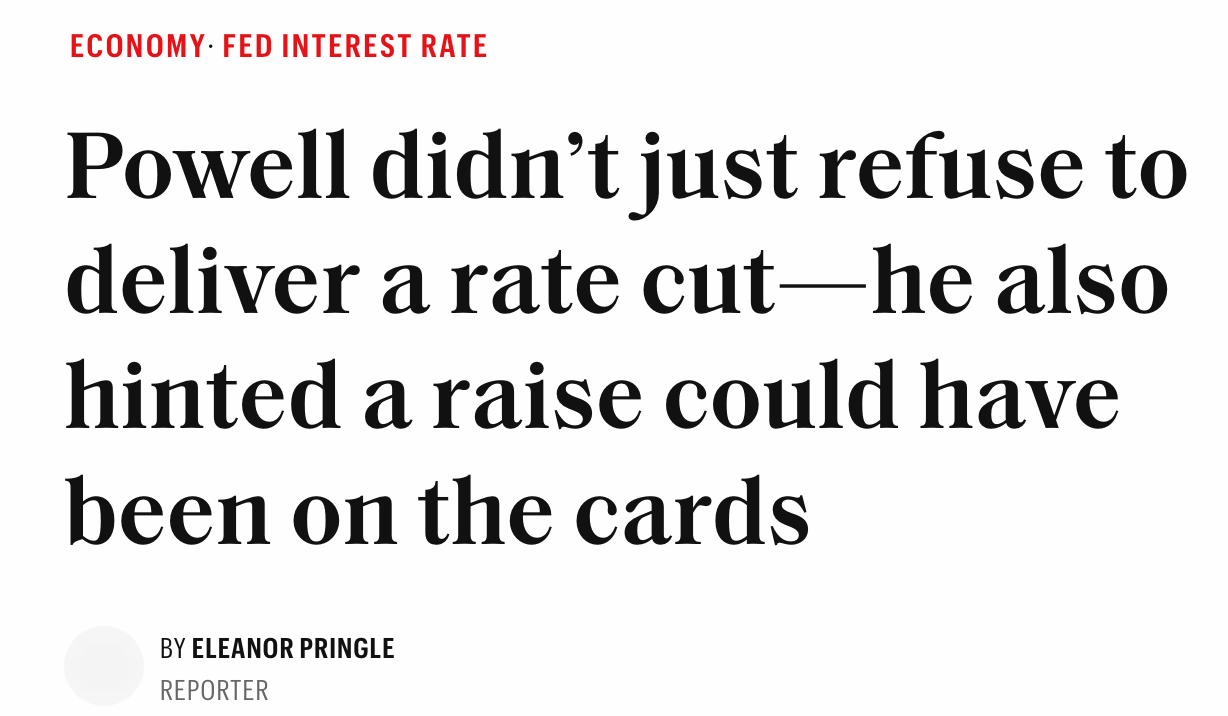 ECONOMY· FED INTEREST RATE
Powell didn’t just refuse to
deliver a rate cut—he also
hinted a raise could have
been on the cards
BY ELEANOR PRINGLE
REPORTER